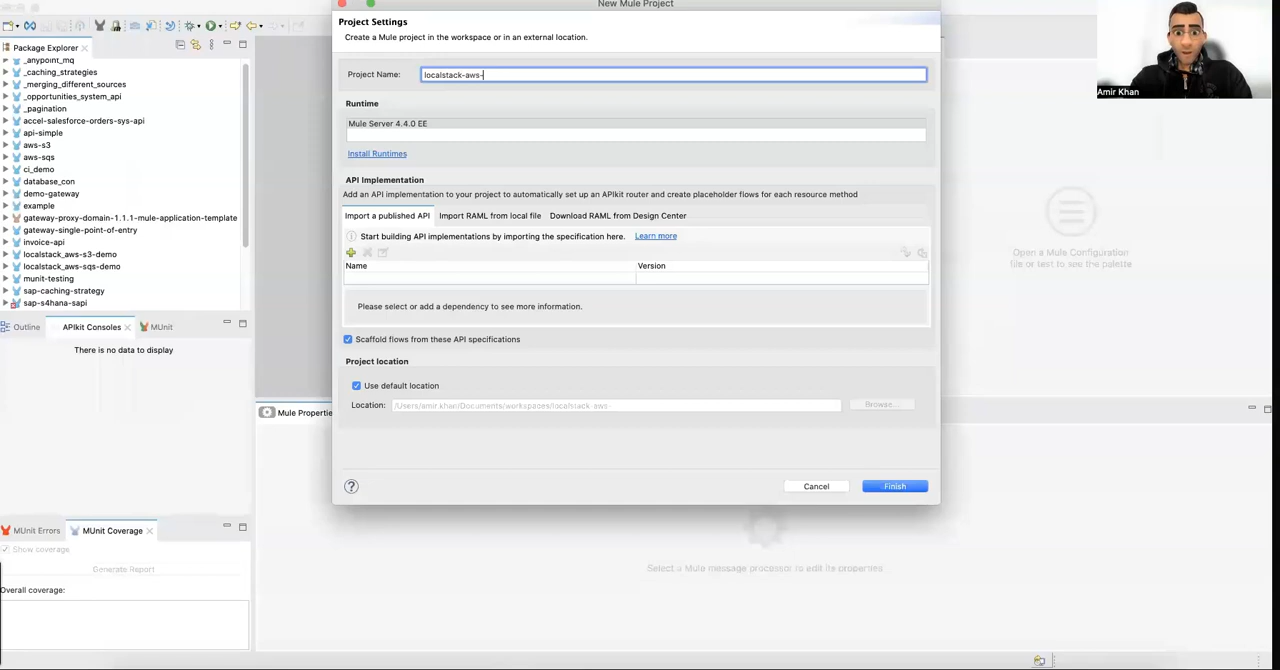 New Mule Project
Project Settings
Create a Mule project in the workspace or in an external location.
Project Name:
localstack-aws-
Runtime
Mule Server 4.4.0 EE
Install Runtimes
API Implementation
Add an API implementation to your project to automatically set up an APIkit router and create placeholder flows for each resource method
Import a published API
Import RAML from local file
Download RAML from Design Center
Start building API implementations by importing the specification here.
Learn more
Name
Version
Please select or add a dependency to see more information.
Scaffold flows from these API specifications
Project location
Use default location
Location:
/Users/amir.khan/Documents/workspaces/localstack-aws-
Browse...
Cancel
Finish
Package Explorer
_anypoint_mq
_caching_strategies
_merging_different_sources
_opportunities_system_api
_pagination
accel-salesforce-orders-sys-api
api-simple
aws-s3
aws-sqs
ci_demo
database_con
demo-gateway
example
gateway-proxy-domain-1.1.1-mule-application-template
gateway-single-point-of-entry
invoice-api
localstack_aws-s3-demo
localstack_aws-sqs-demo
munit-testing
sap-caching-strategy
sap-s4hana-sapi
Outline
APIkit Consoles
MUnit
There is no data to display
MUnit Errors
MUnit Coverage
Show coverage
Generate Report
Overall coverage:
Mule Propertie
Open a Mule Configuration
file or test to see the palette
Select a Mule message processor to edit its properties
Amir Khan